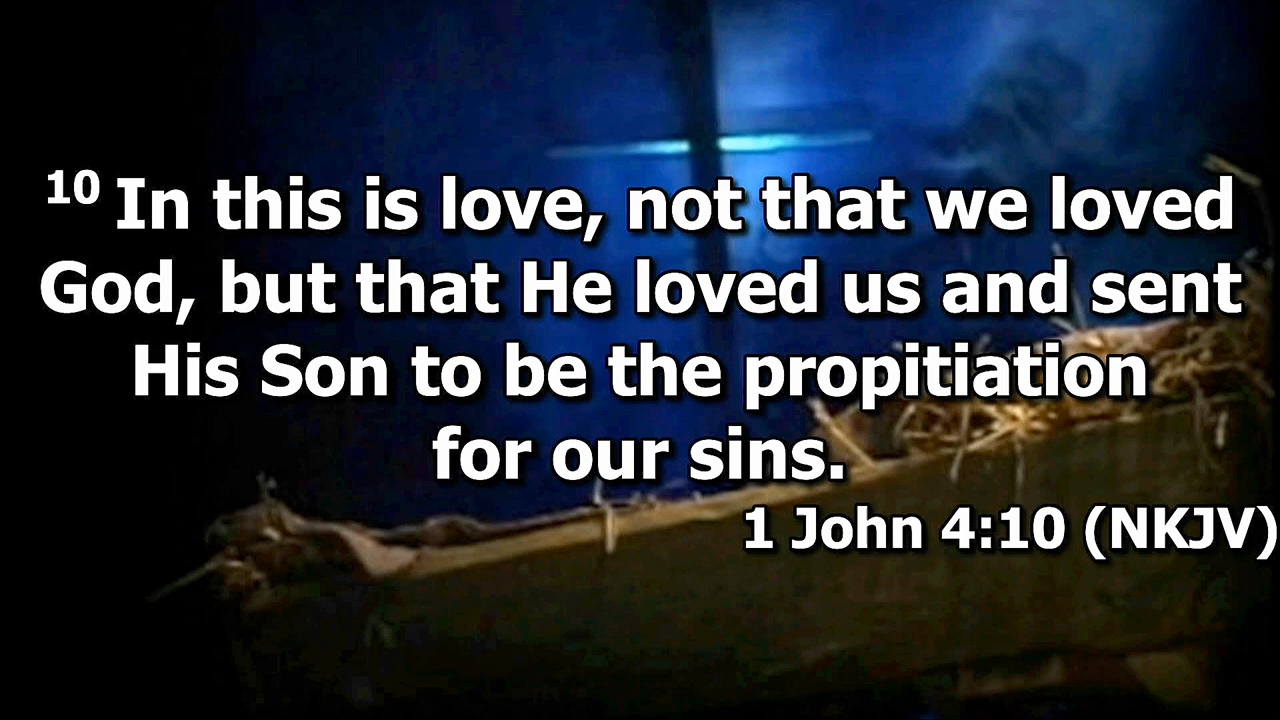 10 In this is love, not that we loved
God, but that He loved us and sent
His Son to be the propitiation
for our sins.
1 John 4:10 (NKJV)